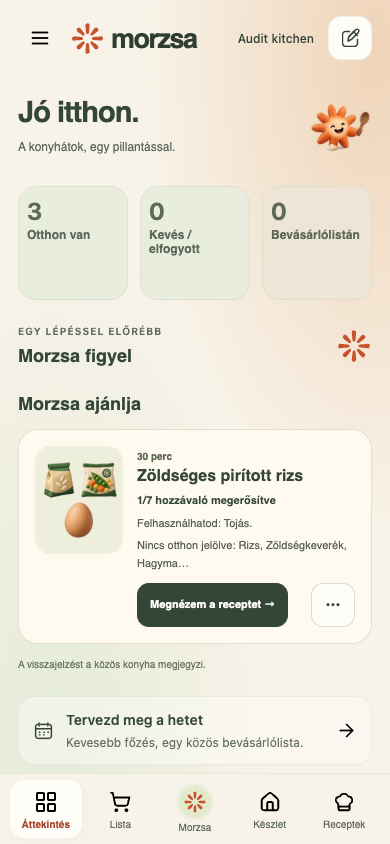 morzsa
Audit kitchen
Jó itthon.
A konyhátok, egy pillantással.
3
Otthon van
0
Kevés /
elfogyott
0
Bevásárlólistán
EGY LÉPÉSSEL ELŐRÉBB
Morzsa figyel
Morzsa ajánlja
30 perc
Zöldséges pirított rizs
1/7 hozzávaló megerősítve
Felhasználhatod: Tojás.
Nincs otthon jelölve: Rizs, Zöldségkeverék,
Hagyma…
Megnézem a receptet →
A visszajelzést a közös konyha megjegyzi.
Tervezd meg a hetet
Kevesebb főzés, egy közös bevásárlólista.
Áttekintés
Lista
Morzsa
Készlet
Receptek